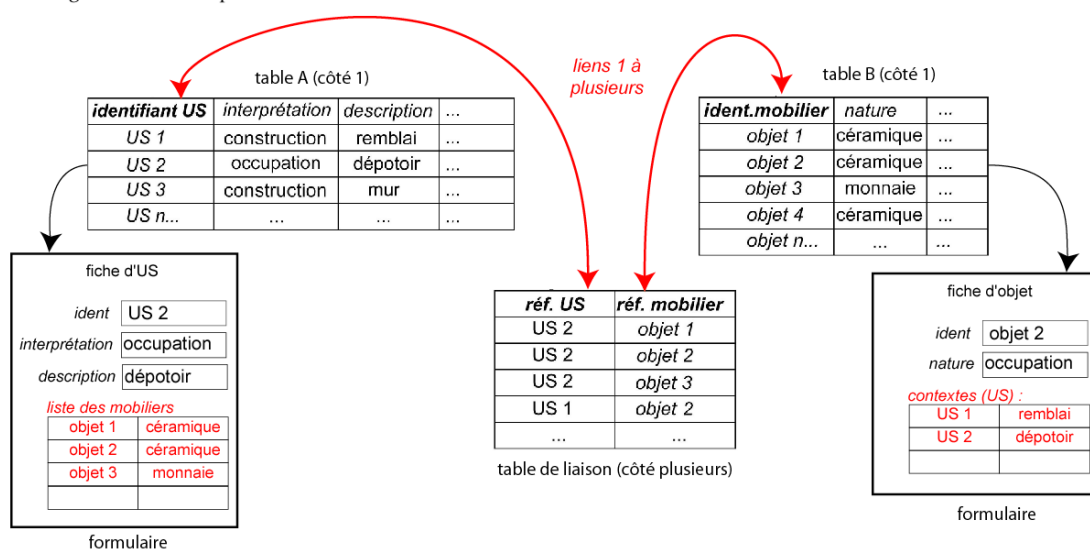 liens 1 à
plusieurs
table A (côté 1)
identifiant US interprétation description ...
US 1 construction remblai ...
US 2 occupation dépotoir ...
US 3 construction mur ...
US n... ... ... ...
table B (côté 1)
ident.mobilier nature ...
objet 1 céramique ...
objet 2 céramique ...
objet 3 monnaie ...
objet 4 céramique ...
objet n... ... ...
fiche d'US
ident US 2
interprétation occupation
description dépotoir
liste des mobiliers
objet 1 céramique
objet 2 céramique
objet 3 monnaie
formulaire
réf. US réf. mobilier
US 2 objet 1
US 2 objet 2
US 2 objet 3
US 1 objet 2
... ...
table de liaison (côté plusieurs)
fiche d'objet
ident objet 2
nature occupation
contextes (US) :
US 1 remblai
US 2 dépotoir
formulaire